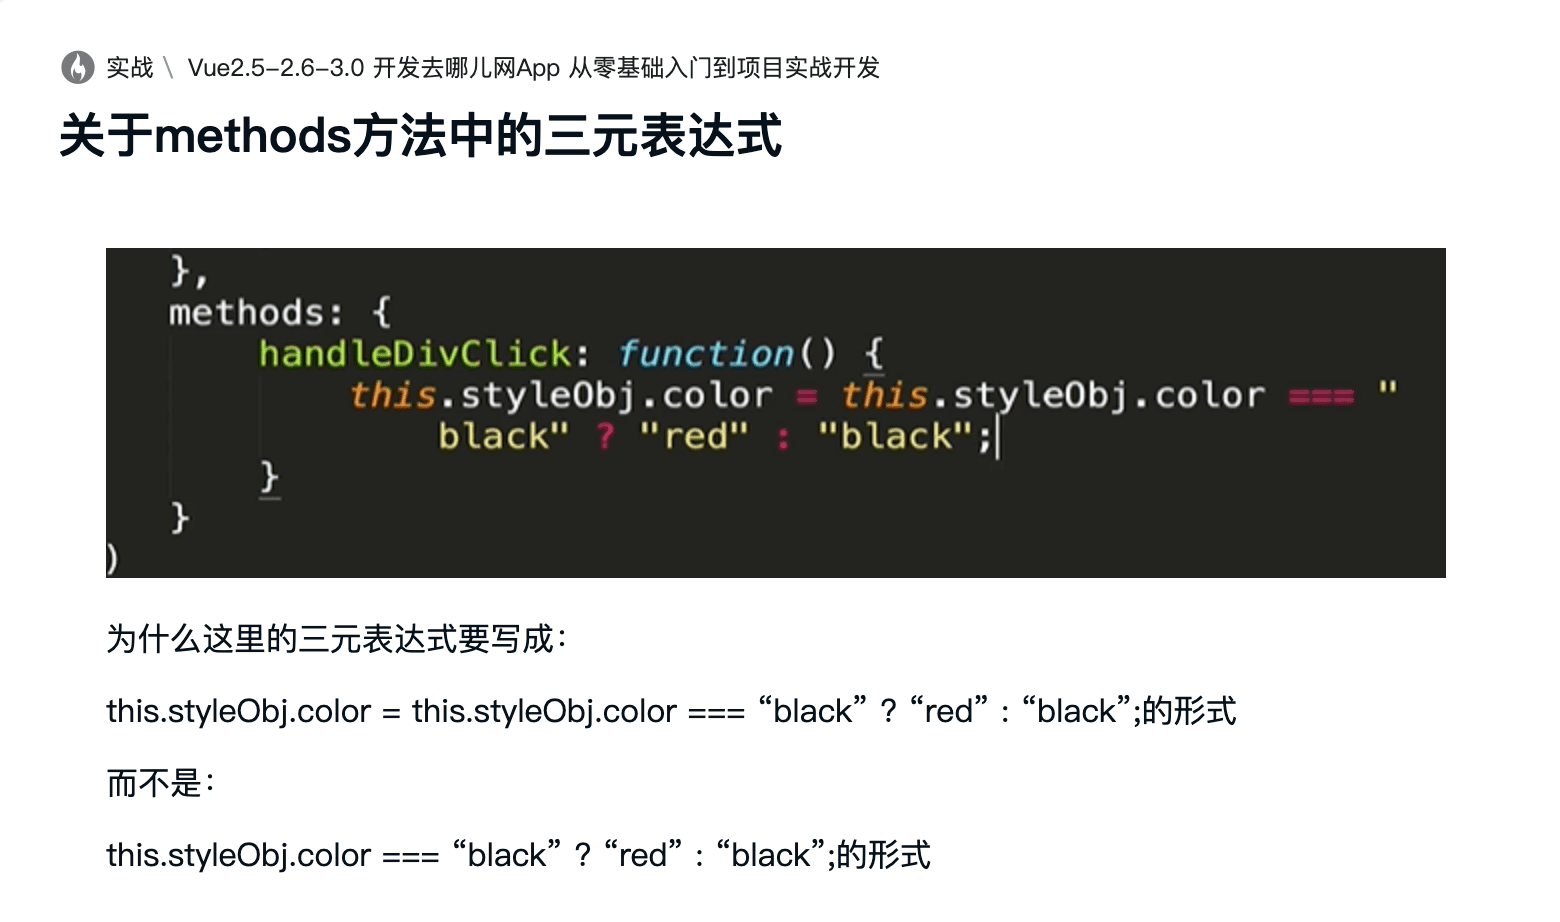 实战 \ Vue2.5-2.6-3.0 开发去哪儿网App 从零基础入门到项目实战开发
关于methods方法中的三元表达式
},
methods: {
handleDivClick: function() {
this.styleObj.color = this.styleObj.color === "
black" ? "red" : "black";
}
}
)
为什么这里的三元表达式要写成：
this.styleObj.color = this.styleObj.color === “black” ? “red” : “black”;的形式
而不是：
this.styleObj.color === “black” ? “red” : “black”;的形式